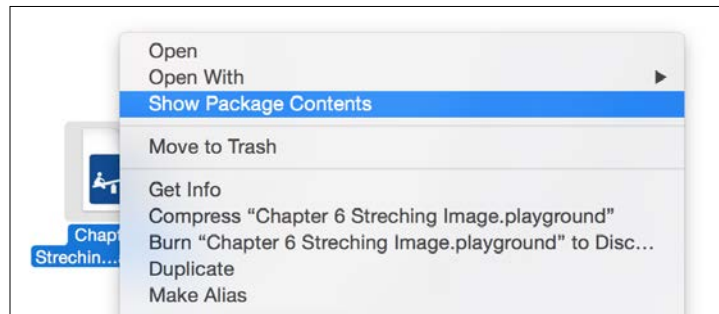 Open
Open With
Show Package Contents
Move to Trash
Get Info
Compress “Chapter 6 Streching Image.playground”
Burn “Chapter 6 Streching Image.playground” to Disc...
Duplicate
Make Alias
Chap
Strechin...